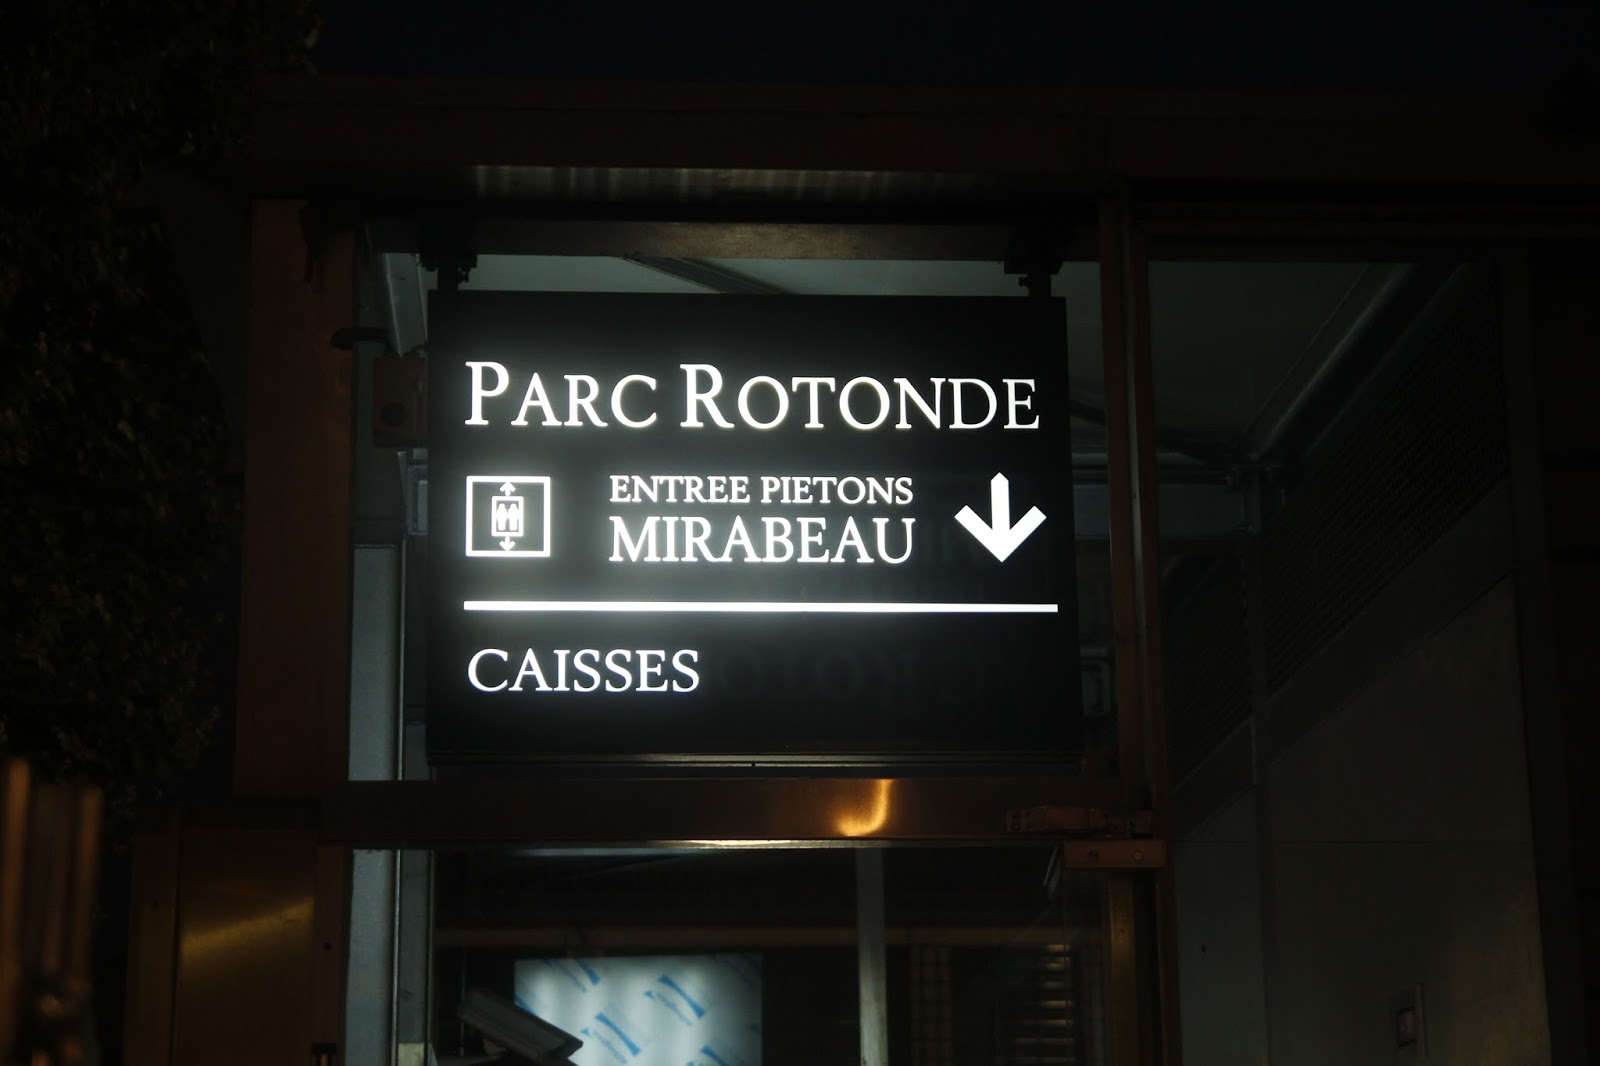 PARC ROTONDE
ENTREE PIETONS
MIRABEAU
CAISSES